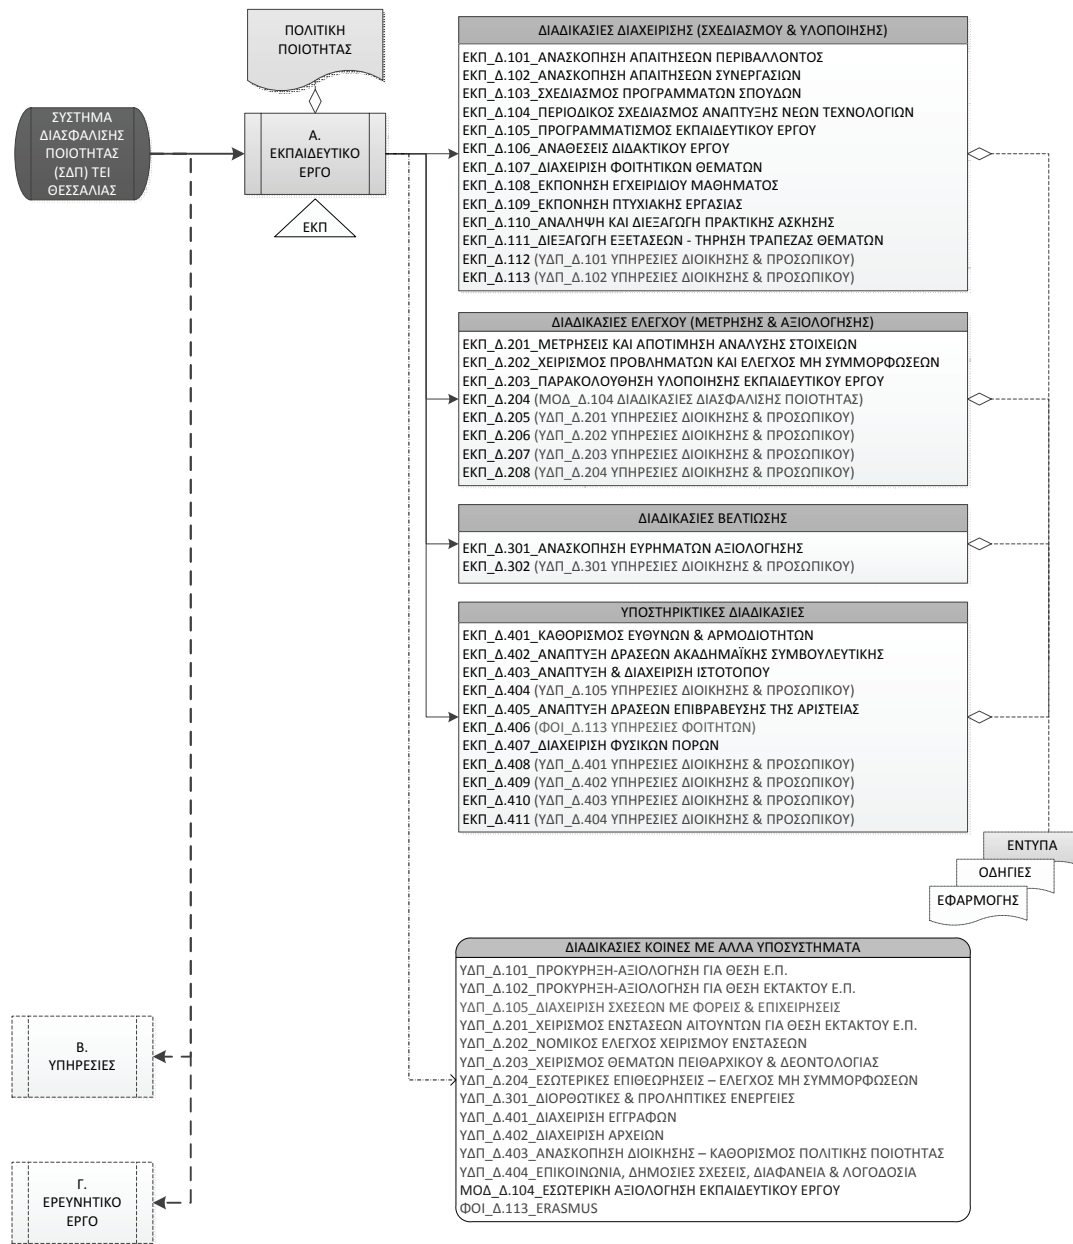 ΠΟΛΙΤΙΚΗ
ΠΟΙΟΤΗΤΑΣ
ΣΥΣΤΗΜΑ
ΔΙΑΣΦΑΛΙΣΗΣ
ΠΟΙΟΤΗΤΑΣ
(ΣΔΠ) ΤΕΙ
ΘΕΣΣΑΛΙΑΣ
Α.
ΕΚΠΑΙΔΕΥΤΙΚΟ
ΕΡΓΟ
ΕΚΠ
ΔΙΑΔΙΚΑΣΙΕΣ ΔΙΑΧΕΙΡΙΣΗΣ (ΣΧΕΔΙΑΣΜΟΥ & ΥΛΟΠΟΙΗΣΗΣ)
ΕΚΠ_Δ.101_ΑΝΑΣΚΟΠΗΣΗ ΑΠΑΙΤΗΣΕΩΝ ΠΕΡΙΒΑΛΛΟΝΤΟΣ
ΕΚΠ_Δ.102_ΑΝΑΣΚΟΠΗΣΗ ΑΠΑΙΤΗΣΕΩΝ ΣΥΝΕΡΓΑΣΙΩΝ
ΕΚΠ_Δ.103_ΣΧΕΔΙΑΣΜΟΣ ΠΡΟΓΡΑΜΜΑΤΩΝ ΣΠΟΥΔΩΝ
ΕΚΠ_Δ.104_ΠΕΡΙΟΔΙΚΟΣ ΣΧΕΔΙΑΣΜΟΣ ΑΝΑΠΤΥΞΗΣ ΝΕΩΝ ΤΕΧΝΟΛΟΓΙΩΝ
ΕΚΠ_Δ.105_ΠΡΟΓΡΑΜΜΑΤΙΣΜΟΣ ΕΚΠΑΙΔΕΥΤΙΚΟΥ ΕΡΓΟΥ
ΕΚΠ_Δ.106_ΑΝΑΘΕΣΕΙΣ ΔΙΔΑΚΤΙΚΟΥ ΕΡΓΟΥ
ΕΚΠ_Δ.107_ΔΙΑΧΕΙΡΙΣΗ ΦΟΙΤΗΤΙΚΩΝ ΘΕΜΑΤΩΝ
ΕΚΠ_Δ.108_ΕΚΠΟΝΗΣΗ ΕΓΧΕΙΡΙΔΙΟΥ ΜΑΘΗΜΑΤΟΣ
ΕΚΠ_Δ.109_ΕΚΠΟΝΗΣΗ ΠΤΥΧΙΑΚΗΣ ΕΡΓΑΣΙΑΣ
ΕΚΠ_Δ.110_ΑΝΑΛΗΨΗ ΚΑΙ ΔΙΕΞΑΓΩΓΗ ΠΡΑΚΤΙΚΗΣ ΑΣΚΗΣΗΣ
ΕΚΠ_Δ.111_ΔΙΕΞΑΓΩΓΗ ΕΞΕΤΑΣΕΩΝ - ΤΗΡΗΣΗ ΤΡΑΠΕΖΑΣ ΘΕΜΑΤΩΝ
ΕΚΠ_Δ.112 (ΥΔΠ_Δ.101 ΥΠΗΡΕΣΙΕΣ ΔΙΟΙΚΗΣΗΣ & ΠΡΟΣΩΠΙΚΟΥ)
ΕΚΠ_Δ.113 (ΥΔΠ_Δ.102 ΥΠΗΡΕΣΙΕΣ ΔΙΟΙΚΗΣΗΣ & ΠΡΟΣΩΠΙΚΟΥ)
ΔΙΑΔΙΚΑΣΙΕΣ ΕΛΕΓΧΟΥ (ΜΕΤΡΗΣΗΣ & ΑΞΙΟΛΟΓΗΣΗΣ)
ΕΚΠ_Δ.201_ΜΕΤΡΗΣΕΙΣ ΚΑΙ ΑΠΟΤΙΜΗΣΗ ΑΝΑΛΥΣΗΣ ΣΤΟΙΧΕΙΩΝ
ΕΚΠ_Δ.202_ΧΕΙΡΙΣΜΟΣ ΠΡΟΒΛΗΜΑΤΩΝ ΚΑΙ ΕΛΕΓΧΟΣ ΜΗ ΣΥΜΜΟΡΦΩΣΕΩΝ
ΕΚΠ_Δ.203_ΠΑΡΑΚΟΛΟΥΘΗΣΗ ΥΛΟΠΟΙΗΣΗΣ ΕΚΠΑΙΔΕΥΤΙΚΟΥ ΕΡΓΟΥ
ΕΚΠ_Δ.204 (ΜΟΔ_Δ.104 ΔΙΑΔΙΚΑΣΙΕΣ ΔΙΑΣΦΑΛΙΣΗΣ ΠΟΙΟΤΗΤΑΣ)
ΕΚΠ_Δ.205 (ΥΔΠ_Δ.201 ΥΠΗΡΕΣΙΕΣ ΔΙΟΙΚΗΣΗΣ & ΠΡΟΣΩΠΙΚΟΥ)
ΕΚΠ_Δ.206 (ΥΔΠ_Δ.202 ΥΠΗΡΕΣΙΕΣ ΔΙΟΙΚΗΣΗΣ & ΠΡΟΣΩΠΙΚΟΥ)
ΕΚΠ_Δ.207 (ΥΔΠ_Δ.203 ΥΠΗΡΕΣΙΕΣ ΔΙΟΙΚΗΣΗΣ & ΠΡΟΣΩΠΙΚΟΥ)
ΕΚΠ_Δ.208 (ΥΔΠ_Δ.204 ΥΠΗΡΕΣΙΕΣ ΔΙΟΙΚΗΣΗΣ & ΠΡΟΣΩΠΙΚΟΥ)
ΔΙΑΔΙΚΑΣΙΕΣ ΒΕΛΤΙΩΣΗΣ
ΕΚΠ_Δ.301_ΑΝΑΣΚΟΠΗΣΗ ΕΥΡΗΜΑΤΩΝ ΑΞΙΟΛΟΓΗΣΗΣ
ΕΚΠ_Δ.302 (ΥΔΠ_Δ.301 ΥΠΗΡΕΣΙΕΣ ΔΙΟΙΚΗΣΗΣ & ΠΡΟΣΩΠΙΚΟΥ)
ΥΠΟΣΤΗΡΙΚΤΙΚΕΣ ΔΙΑΔΙΚΑΣΙΕΣ
ΕΚΠ_Δ.401_ΚΑΘΟΡΙΣΜΟΣ ΕΥΘΥΝΩΝ & ΑΡΜΟΔΙΟΤΗΤΩΝ
ΕΚΠ_Δ.402_ΑΝΑΠΤΥΞΗ ΔΡΑΣΕΩΝ ΑΚΑΔΗΜΑΪΚΗΣ ΣΥΜΒΟΥΛΕΥΤΙΚΗΣ
ΕΚΠ_Δ.403_ΑΝΑΠΤΥΞΗ & ΔΙΑΧΕΙΡΙΣΗ ΙΣΤΟΤΟΠΟΥ
ΕΚΠ_Δ.404 (ΥΔΠ_Δ.105 ΥΠΗΡΕΣΙΕΣ ΔΙΟΙΚΗΣΗΣ & ΠΡΟΣΩΠΙΚΟΥ)
ΕΚΠ_Δ.405_ΑΝΑΠΤΥΞΗ ΔΡΑΣΕΩΝ ΕΠΙΒΡΑΒΕΥΣΗΣ ΤΗΣ ΑΡΙΣΤΕΙΑΣ
ΕΚΠ_Δ.406 (ΦΟΙ_Δ.113 ΥΠΗΡΕΣΙΕΣ ΦΟΙΤΗΤΩΝ)
ΕΚΠ_Δ.407_ΔΙΑΧΕΙΡΙΣΗ ΦΥΣΙΚΩΝ ΠΟΡΩΝ
ΕΚΠ_Δ.408 (ΥΔΠ_Δ.401 ΥΠΗΡΕΣΙΕΣ ΔΙΟΙΚΗΣΗΣ & ΠΡΟΣΩΠΙΚΟΥ)
ΕΚΠ_Δ.409 (ΥΔΠ_Δ.402 ΥΠΗΡΕΣΙΕΣ ΔΙΟΙΚΗΣΗΣ & ΠΡΟΣΩΠΙΚΟΥ)
ΕΚΠ_Δ.410 (ΥΔΠ_Δ.403 ΥΠΗΡΕΣΙΕΣ ΔΙΟΙΚΗΣΗΣ & ΠΡΟΣΩΠΙΚΟΥ)
ΕΚΠ_Δ.411 (ΥΔΠ_Δ.404 ΥΠΗΡΕΣΙΕΣ ΔΙΟΙΚΗΣΗΣ & ΠΡΟΣΩΠΙΚΟΥ)
ΕΝΤΥΠΑ
ΟΔΗΓΙΕΣ
ΕΦΑΡΜΟΓΗΣ
ΔΙΑΔΙΚΑΣΙΕΣ ΚΟΙΝΕΣ ΜΕ ΑΛΛΑ ΥΠΟΣΥΣΤΗΜΑΤΑ
ΥΔΠ_Δ.101_ΠΡΟΚΥΡΗΞΗ-ΑΞΙΟΛΟΓΗΣΗ ΓΙΑ ΘΕΣΗ Ε.Π.
ΥΔΠ_Δ.102_ΠΡΟΚΥΡΗΞΗ-ΑΞΙΟΛΟΓΗΣΗ ΓΙΑ ΘΕΣΗ ΕΚΤΑΚΤΟΥ Ε.Π.
ΥΔΠ_Δ.105_ΔΙΑΧΕΙΡΙΣΗ ΣΧΕΣΕΩΝ ΜΕ ΦΟΡΕΙΣ & ΕΠΙΧΕΙΡΗΣΕΙΣ
ΥΔΠ_Δ.201_ΧΕΙΡΙΣΜΟΣ ΕΝΣΤΑΣΕΩΝ ΑΙΤΟΥΝΤΩΝ ΓΙΑ ΘΕΣΗ ΕΚΤΑΚΤΟΥ Ε.Π.
ΥΔΠ_Δ.202_ΝΟΜΙΚΟΣ ΕΛΕΓΧΟΣ ΧΕΙΡΙΣΜΟΥ ΕΝΣΤΑΣΕΩΝ
ΥΔΠ_Δ.203_ΧΕΙΡΙΣΜΟΣ ΘΕΜΑΤΩΝ ΠΕΙΘΑΡΧΙΚΟΥ & ΔΕΟΝΤΟΛΟΓΙΑΣ
ΥΔΠ_Δ.204_ΕΣΩΤΕΡΙΚΕΣ ΕΠΙΘΕΩΡΗΣΕΙΣ – ΕΛΕΓΧΟΣ ΜΗ ΣΥΜΜΟΡΦΩΣΕΩΝ
ΥΔΠ_Δ.301_ΔΙΟΡΘΩΤΙΚΕΣ & ΠΡΟΛΗΠΤΙΚΕΣ ΕΝΕΡΓΕΙΕΣ
ΥΔΠ_Δ.401_ΔΙΑΧΕΙΡΙΣΗ ΕΓΓΡΑΦΩΝ
ΥΔΠ_Δ.402_ΔΙΑΧΕΙΡΙΣΗ ΑΡΧΕΙΩΝ
ΥΔΠ_Δ.403_ΑΝΑΣΚΟΠΗΣΗ ΔΙΟΙΚΗΣΗΣ – ΚΑΘΟΡΙΣΜΟΣ ΠΟΛΙΤΙΚΗΣ ΠΟΙΟΤΗΤΑΣ
ΥΔΠ_Δ.404_ΕΠΙΚΟΙΝΩΝΙΑ, ΔΗΜΟΣΙΕΣ ΣΧΕΣΕΙΣ, ΔΙΑΦΑΝΕΙΑ & ΛΟΓΟΔΟΣΙΑ
ΜΟΔ_Δ.104_ΕΣΩΤΕΡΙΚΗ ΑΞΙΟΛΟΓΗΣΗ ΕΚΠΑΙΔΕΥΤΙΚΟΥ ΕΡΓΟΥ
ΦΟΙ_Δ.113_ERASMUS
Β.
ΥΠΗΡΕΣΙΕΣ
Γ.
ΕΡΕΥΝΗΤΙΚΟ
ΕΡΓΟ